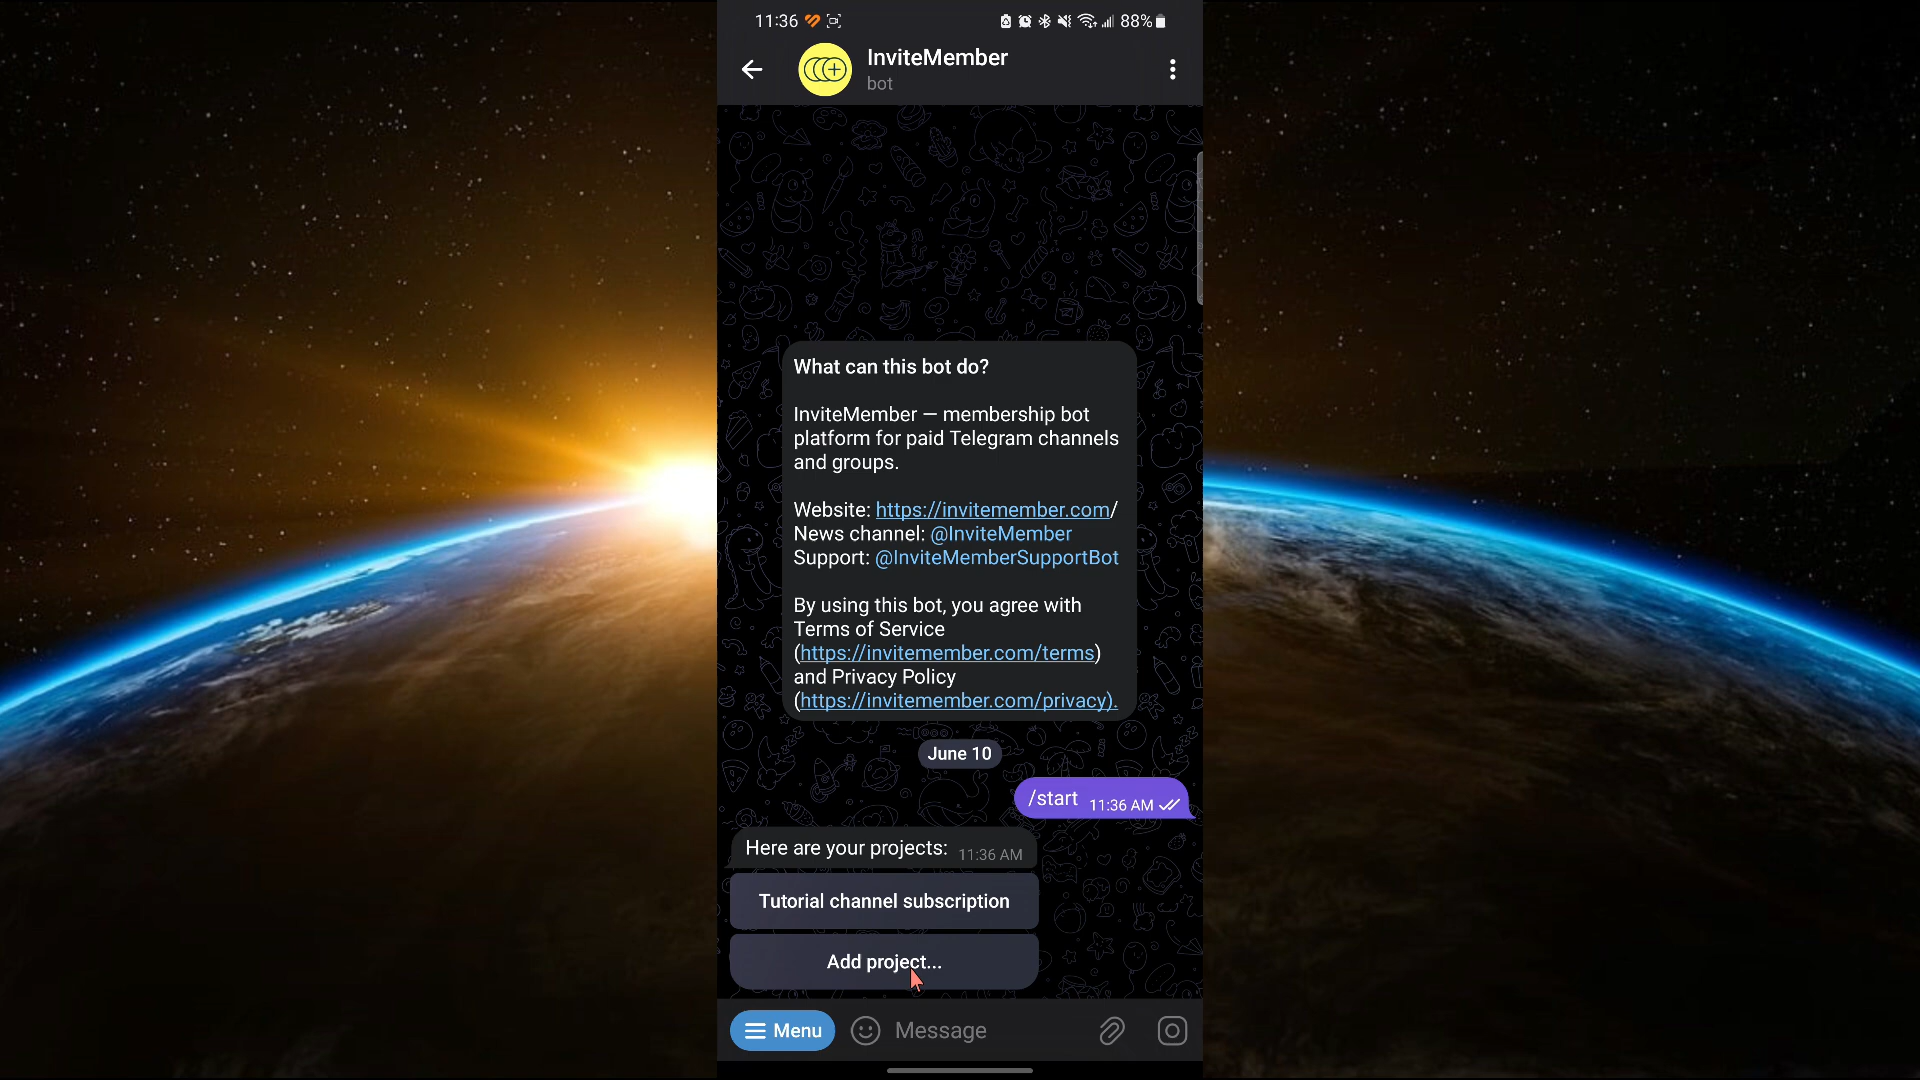 11:36
88%
InviteMember
bot
What can this bot do?
InviteMember — membership bot
platform for paid Telegram channels
and groups.
Website: https://invitemember.com/
News channel: @InviteMember
Support: @InviteMemberSupportBot
By using this bot, you agree with
Terms of Service
(https://invitemember.com/terms)
and Privacy Policy
(https://invitemember.com/privacy).
June 10
/start 11:36 AM
Here are your projects: 11:36 AM
Tutorial channel subscription
Add project...
Menu
Message